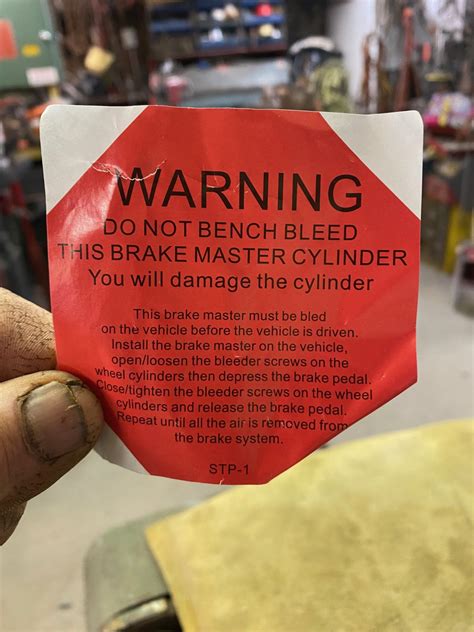 WARNING
DO NOT BENCH BLEED
THIS BRAKE MASTER CYLINDER
You will damage the cylinder
This brake master must be bled
on the vehicle before the vehicle is driven.
Install the brake master on the vehicle,
open/loosen the bleeder screws on the
wheel cylinders then depress the brake pedal.
Close/tighten the bleeder screws on the wheel
cylinders and release the brake pedal.
Repeat until all the air is removed from
the brake system.
STP-1